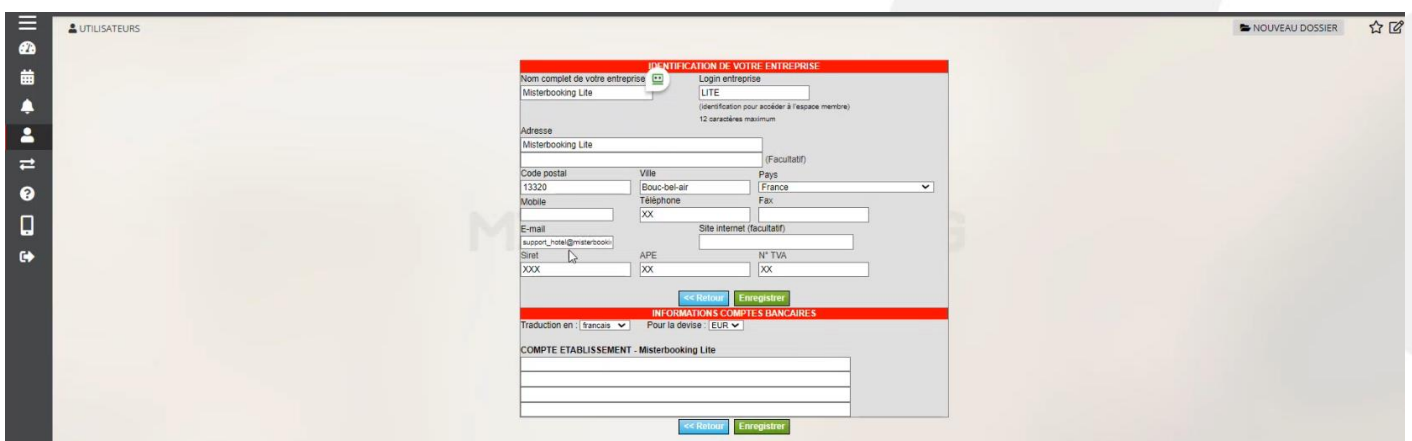 UTILISATEURS
NOUVEAU DOSSIER
IDENTIFICATION DE VOTRE ENTREPRISE
Nom complet de votre entreprise
Login entreprise
Misterbooking Lite
LITE
(identification pour accéder à l'espace membre)
12 caractères maximum
Adresse
Misterbooking Lite
(Facultatif)
Code postal
Ville
Pays
13320
Bouc-bel-air
France
Mobile
Téléphone
Fax
XX
E-mail
Site internet (facultatif)
support_hotel@misterbooki
Siret
APE
N° TVA
XXX
XX
XX
<< Retour
Enregistrer
INFORMATIONS COMPTES BANCAIRES
Traduction en : francais
Pour la devise : EUR
COMPTE ETABLISSEMENT - Misterbooking Lite
<< Retour
Enregistrer